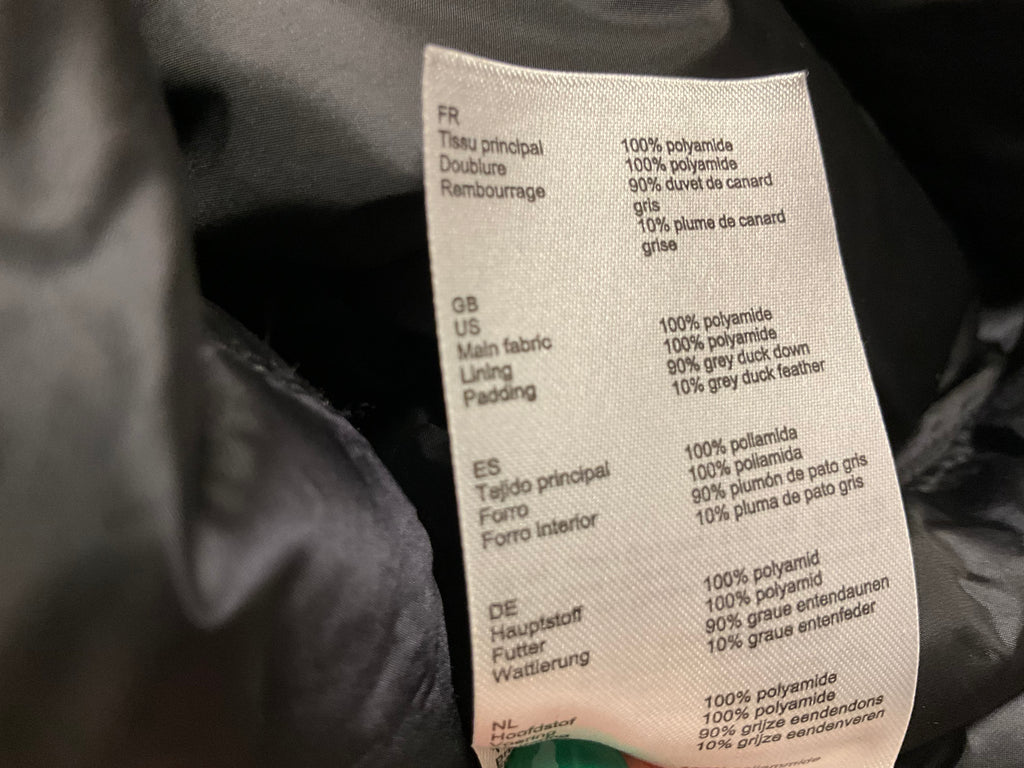 FR
Tissu principal 100% polyamide
Doublure 100% polyamide
Rembourrage 90% duvet de canard
gris
10% plume de canard
grise
GB
US
Main fabric 100% polyamide
Lining 100% polyamide
Padding 90% grey duck down
10% grey duck feather
ES
Tejido principal 100% poliamida
Forro 100% poliamida
Forro interior 90% plumón de pato gris
10% pluma de pato gris
DE
Hauptstoff 100% polyamid
Futter 100% polyamid
Wattierung 90% graue entendaunen
10% graue entenfeder
NL
Hoofdstof 100% polyamide
Voering 100% polyamide
90% grijze eendendons
10% grijze eendenveren